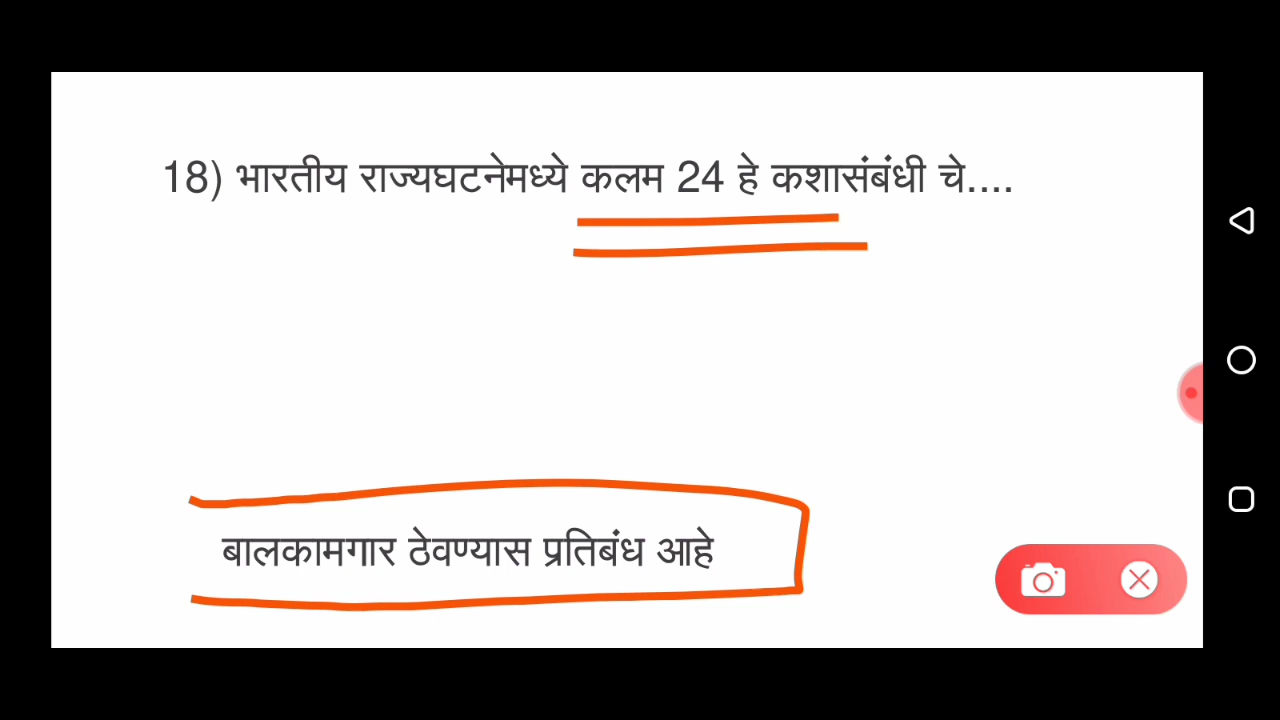 18) भारतीय राज्यघटनेमध्ये कलम 24 हे कशासंबंधी चे....
बालकामगार ठेवण्यास प्रतिबंध आहे